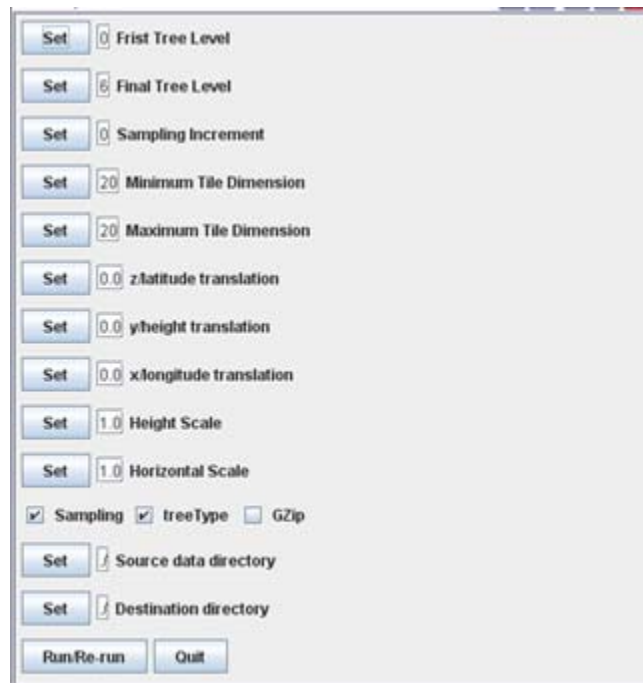 Set 0 Frist Tree Level
Set 6 Final Tree Level
Set 0 Sampling Increment
Set 20 Minimum Tile Dimension
Set 20 Maximum Tile Dimension
Set 0.0 z/latitude translation
Set 0.0 y/height translation
Set 0.0 x/longitude translation
Set 1.0 Height Scale
Set 1.0 Horizontal Scale
Sampling treeType GZip
Set / Source data directory
Set / Destination directory
Run/Re-run Quit